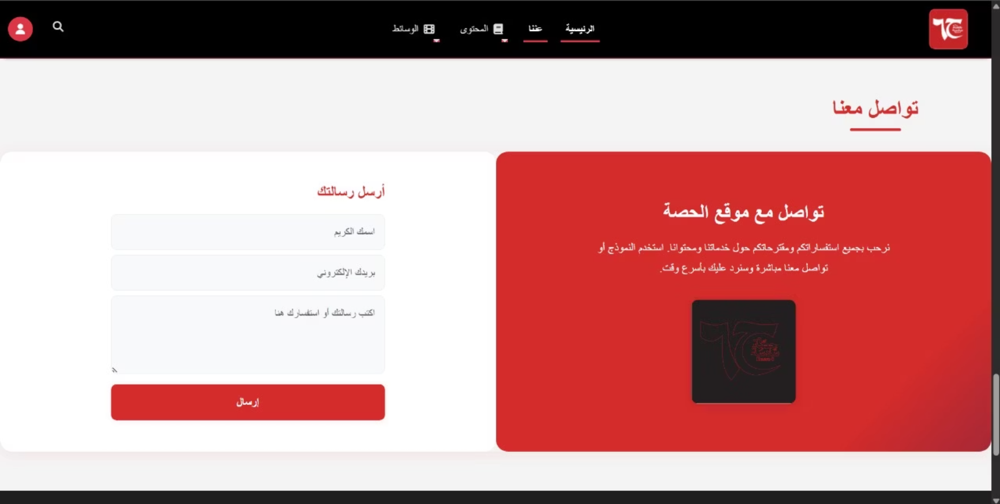 الرئيسية
عننا
المحتوى
الوسائط
تواصل معنا
تواصل مع موقع الحصة
نرحب بجميع استفساراتكم ومقترحاتكم حول خدماتنا ومحتوانا. استخدم النموذج أو
تواصل معنا مباشرة وسنرد عليك بأسرع وقت.
أرسل رسالتك
اسمك الكريم
بريدك الإلكتروني
اكتب رسالتك أو استفسارك هنا
إرسال